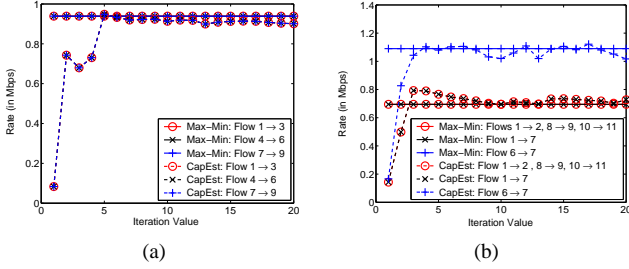 1
0.8
0.6
0.4
0.2
0
0 5 10 15 20
Rate (in Mbps)
Iteration Value
Max−Min: Flow 1 → 3
Max−Min: Flow 4 → 6
Max−Min: Flow 7 → 9
CapEst: Flow 1 → 3
CapEst: Flow 4 → 6
CapEst: Flow 7 → 9
(a)
1.4
1.2
1
0.8
0.6
0.4
0.2
0
0 5 10 15 20
Rate (in Mbps)
Iteration Value
Max−Min: Flows 1 → 2, 8 → 9, 10 → 11
Max−Min: Flow 1 → 7
Max−Min: Flow 6 → 7
CapEst: Flow 1 → 2 , 8 → 9, 10 → 11
CapEst: Flow 1 → 7
CapEst: Flow 6 → 7
(b)